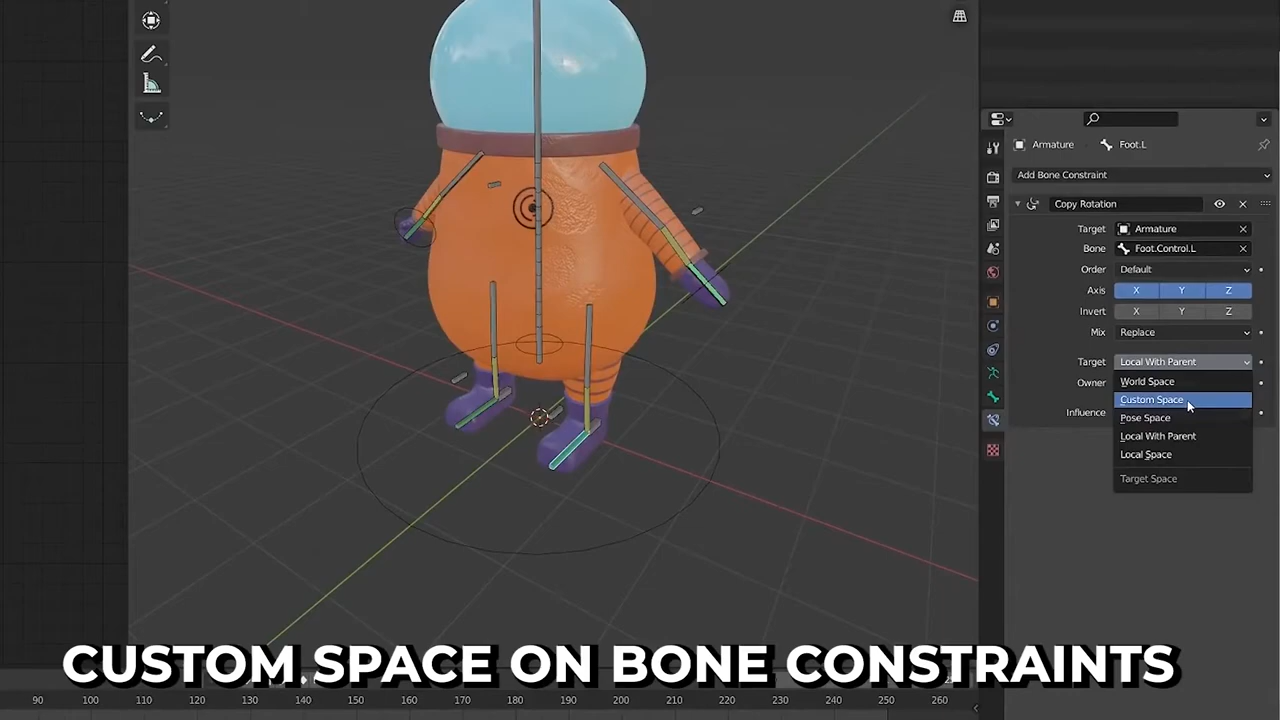 Armature
Foot.L
Add Bone Constraint
Copy Rotation
Target
Armature
Bone
Foot.Control.L
Order
Default
Axis
X
Y
Z
Invert
X
Y
Z
Mix
Replace
Target
Local With Parent
Owner
World Space
Custom Space
Influence
Pose Space
Local With Parent
Local Space
Target Space
CUSTOM SPACE ON BONE CONSTRAINTS
90 100 110 120 130 140 150 160 170 180 190 200 210 220 230 240 250 260